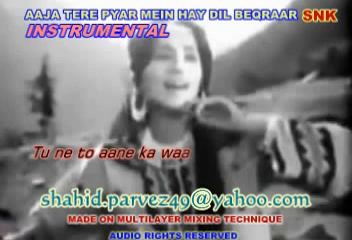 AAJA TERE PYAR MEIN HAY DIL BEQRAAR SNK
INSTRUMENTAL
Tu ne to aane ka waa
shahid.parvez49@yahoo.com
MADE ON MULTILAYER MIXING TECHNIQUE
AUDIO RIGHTS RESERVED